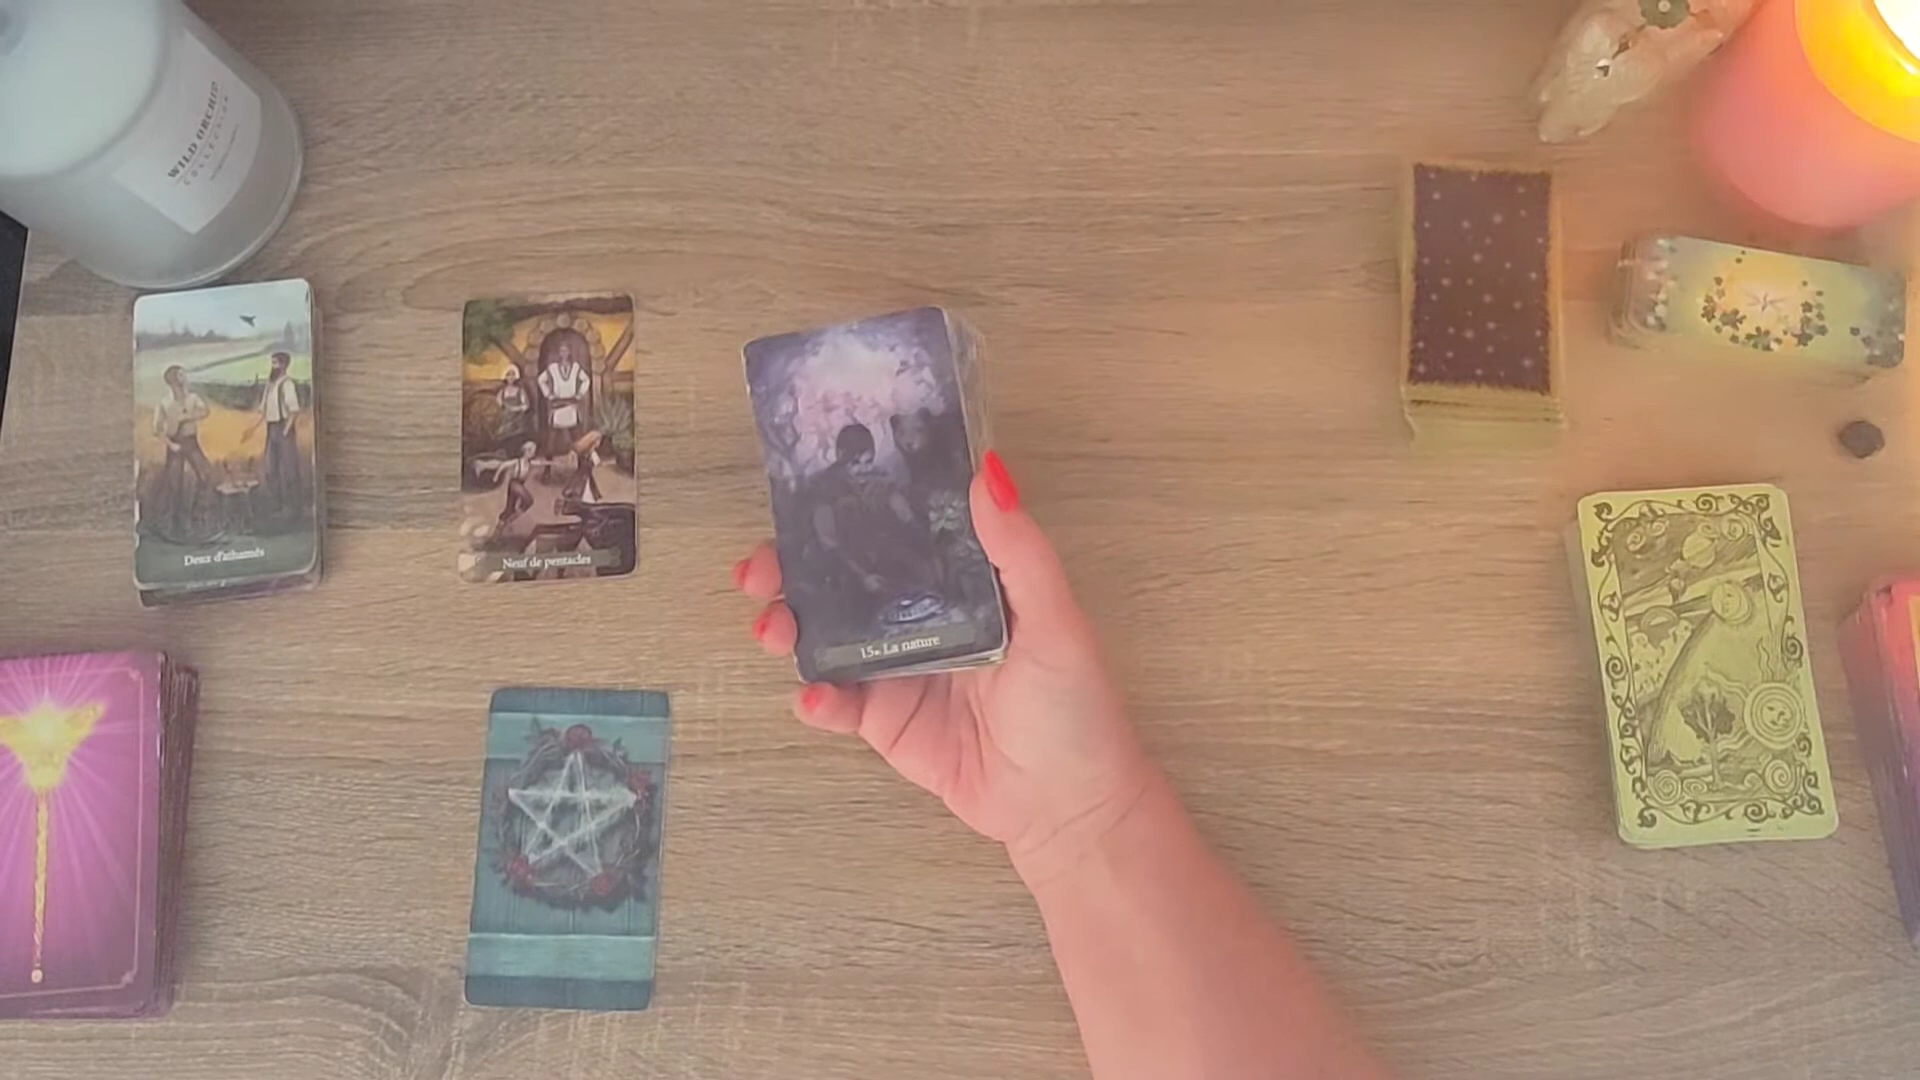 WILD ORCHID
COLLECTION
Deux d'athamés
Neuf de pentacles
15. La nature